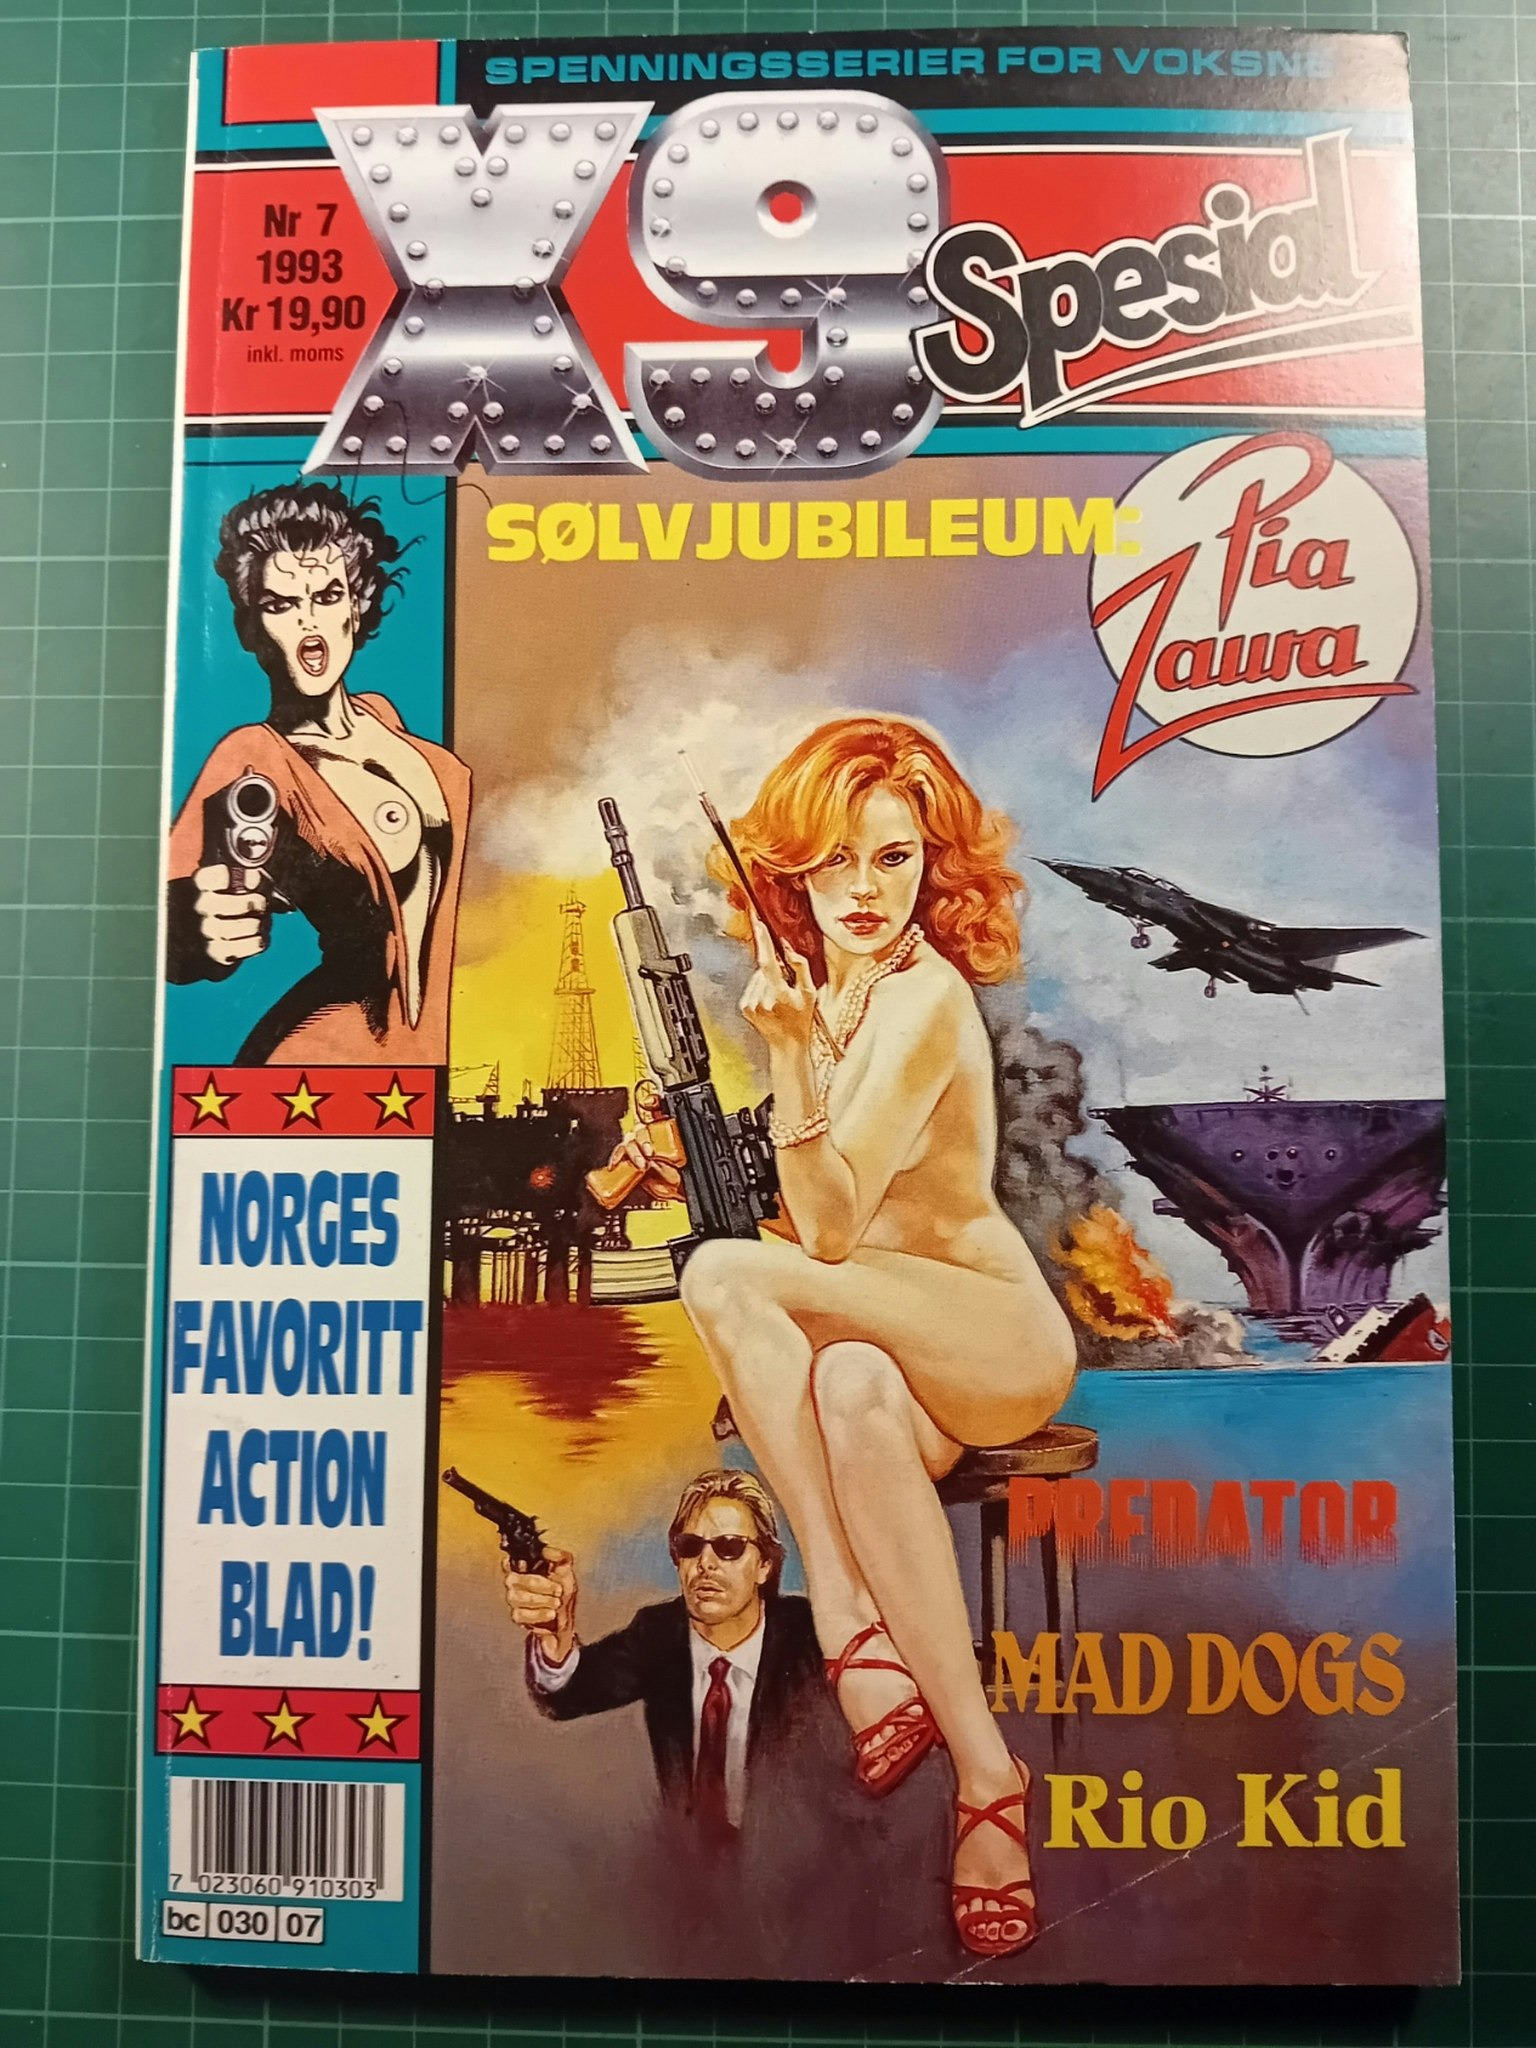 SPENNINGSSERIER FOR VOKSNE
X9
Spesial
Nr 7
1993
Kr 19,90
inkl. moms
SØLVJUBILEUM:
Pia
Zaura
NORGES
FAVORITT
ACTION
BLAD!
PREDATOR
MAD DOGS
Rio Kid
7 023060 910303
bc 030 07